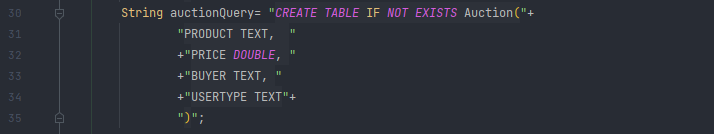 30 String auctionQuery= "CREATE TABLE IF NOT EXISTS Auction("+
31 "PRODUCT TEXT,  "
32 +"PRICE DOUBLE, "
33 +"BUYER TEXT, "
34 +"USERTYPE TEXT"+
35 ")";